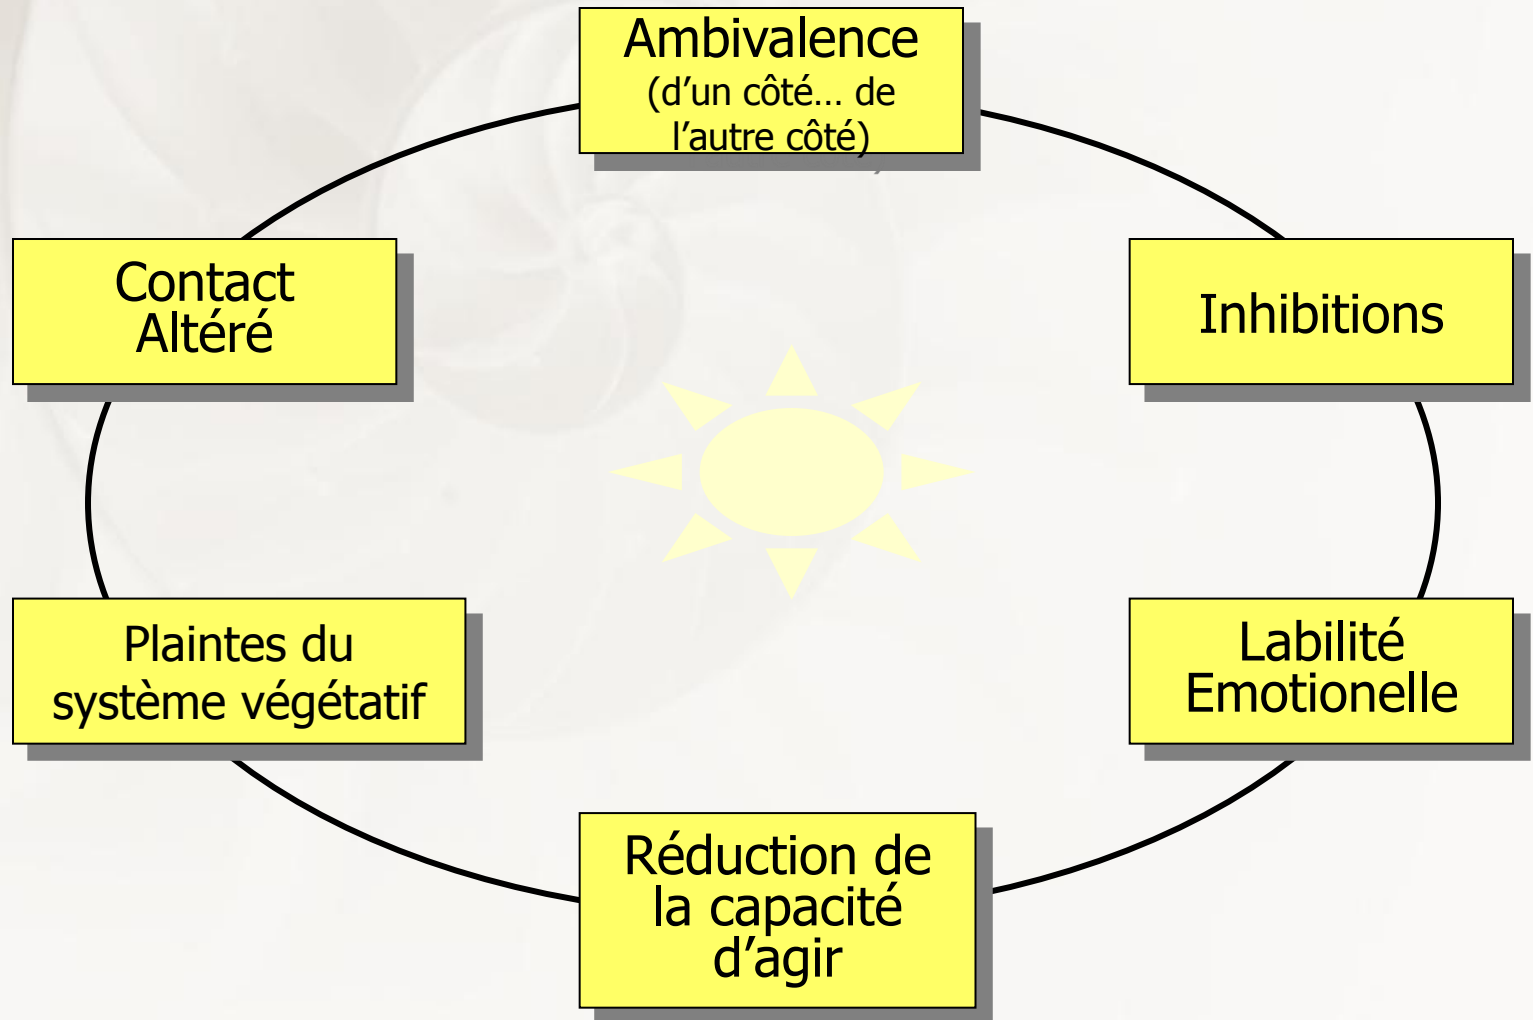 Ambivalence
(d’un côté… de
l’autre côté)
Contact
Altéré
Inhibitions
Plaintes du
système végétatif
Labilité
Emotionelle
Réduction de
la capacité
d’agir